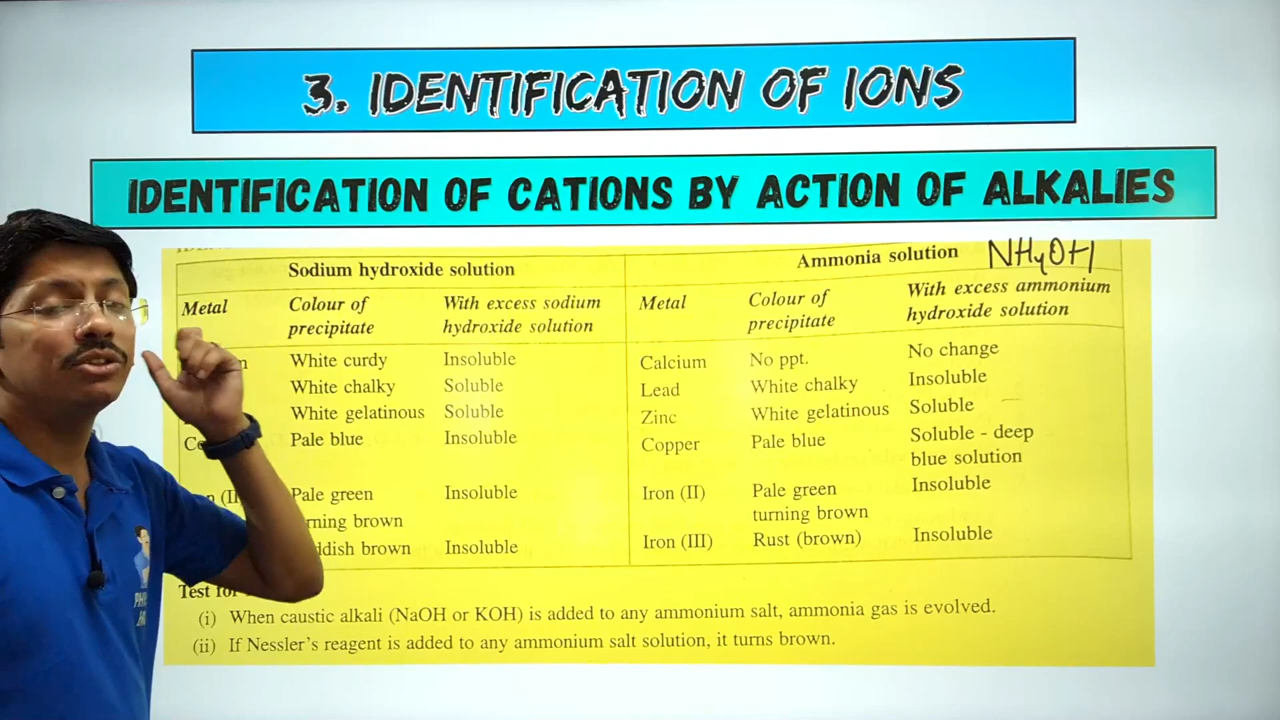 3. IDENTIFICATION OF IONS
IDENTIFICATION OF CATIONS BY ACTION OF ALKALIES
Sodium hydroxide solution Ammonia solution NH4OH
Metal Colour of precipitate With excess sodium hydroxide solution Metal Colour of precipitate With excess ammonium hydroxide solution
White curdy Insoluble Calcium No ppt. No change
White chalky Soluble Lead White chalky Insoluble
White gelatinous Soluble Zinc White gelatinous Soluble
Pale blue Insoluble Copper Pale blue Soluble - deep blue solution
Pale green Insoluble Iron (II) Pale green turning brown Insoluble
brown
brown Insoluble Iron (III) Rust (brown) Insoluble
Test for
(i) When caustic alkali (NaOH or KOH) is added to any ammonium salt, ammonia gas is evolved.
(ii) If Nessler's reagent is added to any ammonium salt solution, it turns brown.